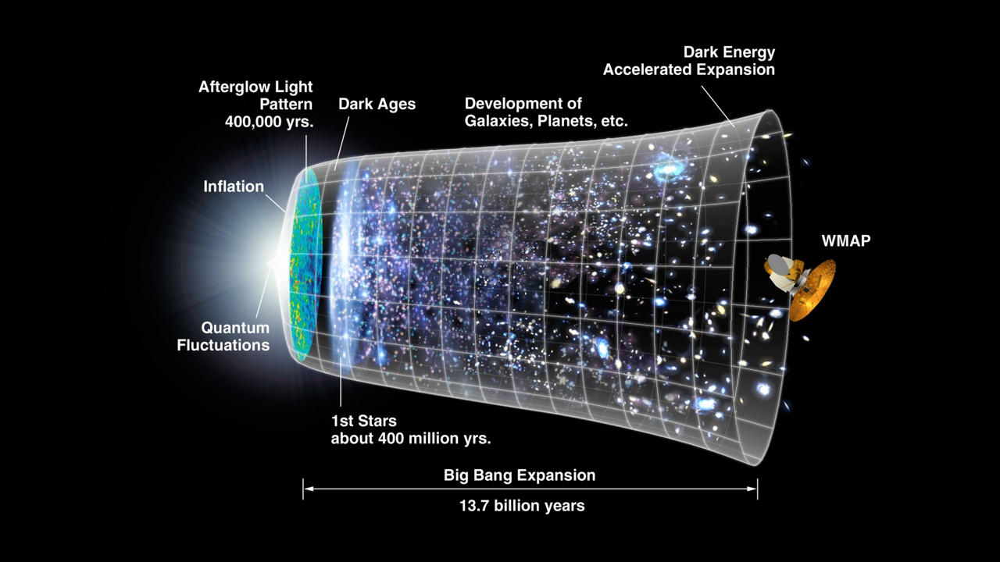 Dark Energy
Accelerated Expansion
Afterglow Light
Pattern
400,000 yrs.
Dark Ages
Development of
Galaxies, Planets, etc.
Inflation
WMAP
Quantum
Fluctuations
1st Stars
about 400 million yrs.
Big Bang Expansion
13.7 billion years